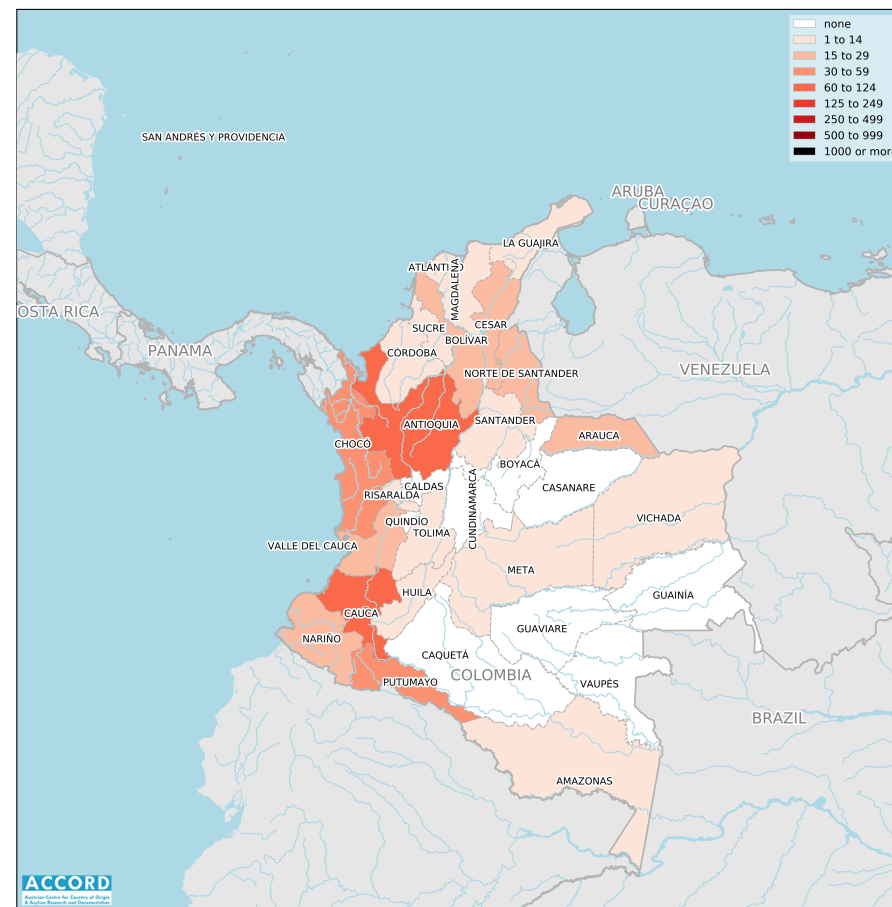 none
1 to 14
15 to 29
30 to 59
60 to 124
125 to 249
250 to 499
500 to 999
1000 or mor
SAN ANDRÉS Y PROVIDENCIA
ARUBA
CURAÇAO
LA GUAJIRA
ATLÁNTI O
MAGDALENA
OSTA RICA
PANAMA
SUCRE
CESAR
BOLÍVAR
CÓRDOBA
VENEZUELA
NORTE DE SANTANDER
ANTIOQUIA
SANTANDER
ARAUCA
CHOCÓ
BOYACÁ
CALDAS
CASANARE
RISARALDA
CUNDINAMARCA
QUINDÍO
TOLIMA
VICHADA
VALLE DEL CAUCA
META
HUILA
GUAINÍA
CAUCA
GUAVIARE
NARIÑO
CAQUETÁ
COLOMBIA
PUTUMAYO
VAUPÉS
BRAZIL
AMAZONAS
ACCORD
Austrian Centre for Country of Origin
& Asylum Research and Documentation